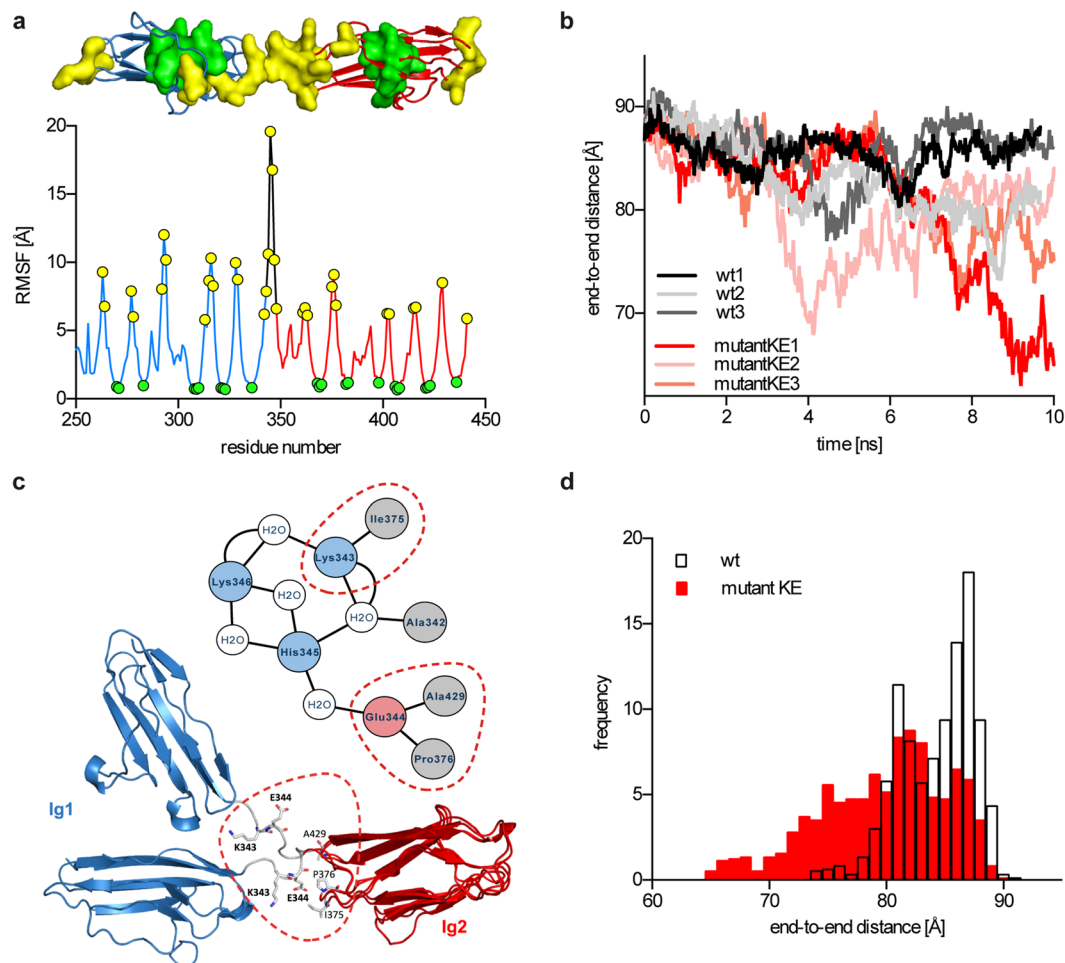 a
20
15
10
5
0
RMSF [Å]
250
300
350
400
450
residue number
b
90
80
70
end-to-end distance [Å]
wt1
wt2
wt3
mutantKE1
mutantKE2
mutantKE3
0
2
4
6
8
10
time [ns]
c
Ile375
H2O
Lys343
Lys346
H2O
H2O
Ala342
H2O
His345
Ala429
H2O
Glu344
Pro376
Ig1
E344
K343
A429
P376
K343
E344
I375
Ig2
d
20
15
10
5
0
frequency
wt
mutant KE
60
70
80
90
end-to-end distance [Å]